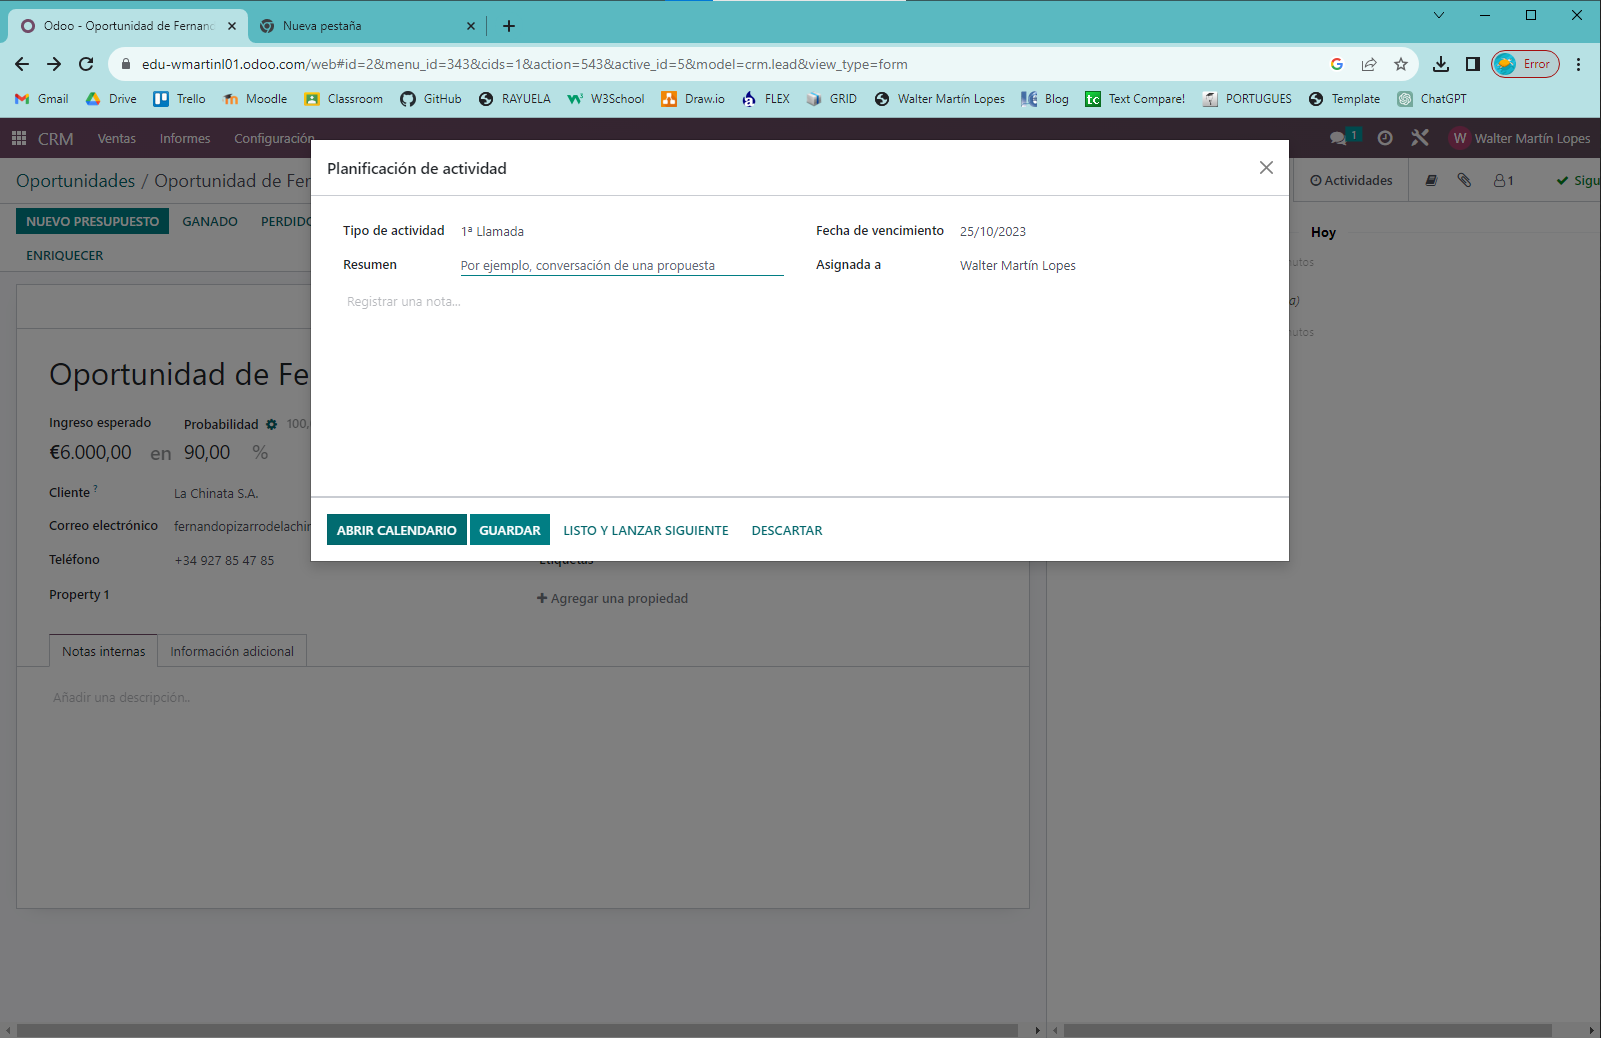 Odoo - Oportunidad de Fernand
Nueva pestaña
edu-wmartinl01.odoo.com/web#id=2&menu_id=343&cids=1&action=543&active_id=5&model=crm.lead&view_type=form
Error
Gmail Drive Trello Moodle Classroom GitHub RAYUELA W3School Draw.io FLEX GRID Walter Martín Lopes Blog Text Compare! PORTUGUES Template ChatGPT
CRM Ventas Informes Configuración 1 W Walter Martín Lopes
Oportunidades / Oportunidad de Fer
Actividades 1 Sigu
NUEVO PRESUPUESTO GANADO PERDIDO
ENRIQUECER
Planificación de actividad
Tipo de actividad 1ª Llamada Fecha de vencimiento 25/10/2023
Resumen Por ejemplo, conversación de una propuesta Asignada a Walter Martín Lopes
Registrar una nota...
ABRIR CALENDARIO GUARDAR LISTO Y LANZAR SIGUIENTE DESCARTAR
Hoy
nutos
a)
nutos
Oportunidad de Fe
Ingreso esperado Probabilidad 100,
€6.000,00 en 90,00 %
Cliente ? La Chinata S.A.
Correo electrónico fernandopizarrodelachin
Teléfono +34 927 85 47 85
Etiquetas
Property 1
Agregar una propiedad
Notas internas Información adicional
Añadir una descripción..